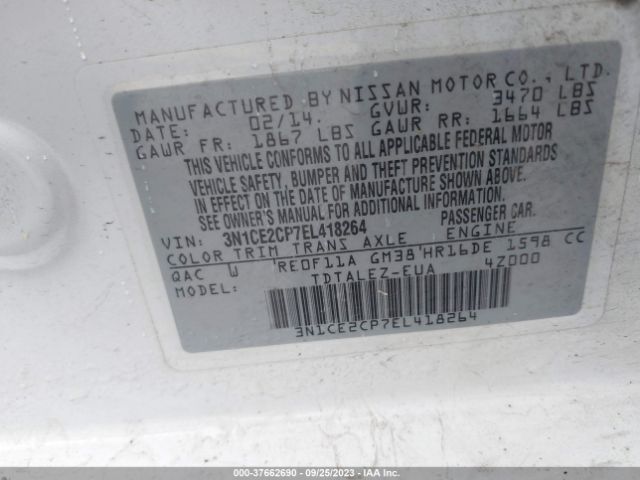 MANUFACTURED BY NISSAN MOTOR CO., LTD.
DATE: 02/14. GVWR: 3470 LBS
GAWR FR: 1867 LBS GAWR RR: 1664 LBS
THIS VEHICLE CONFORMS TO ALL APPLICABLE FEDERAL MOTOR
VEHICLE SAFETY, BUMPER AND THEFT PREVENTION STANDARDS
IN EFFECT ON THE DATE OF MANUFACTURE SHOWN ABOVE.
SEE OWNER'S MANUAL FOR ADDITIONAL INFORMATION.
VIN: 3N1CE2CP7EL418264 PASSENGER CAR.
COLOR TRIM TRANS AXLE ENGINE
QAC W RE0F11A GM38 HR16DE 1598 CC
MODEL: TDTALEZ-EUA 4Z000
3N1CE2CP7EL418264
000-37662690 - 09/25/2023 - IAA Inc.